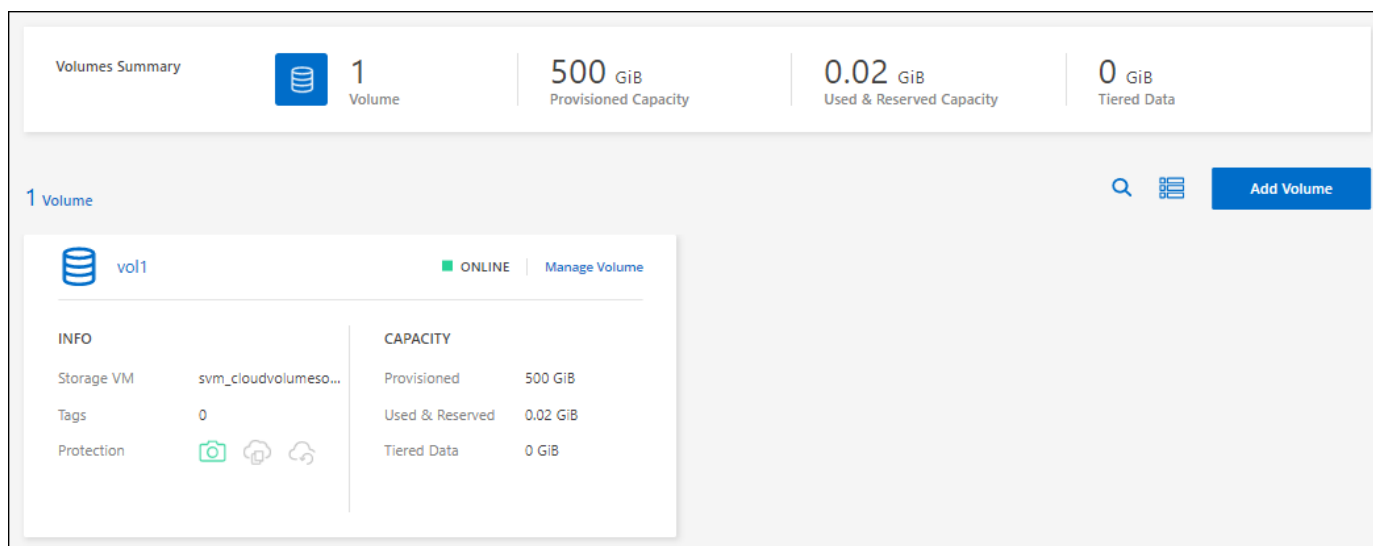 Volumes Summary
1
Volume
500 GiB
Provisioned Capacity
0.02 GiB
Used & Reserved Capacity
0 GiB
Tiered Data
1 Volume
Add Volume
vol1
ONLINE
Manage Volume
INFO
Storage VM svm_cloudvolumeso...
Tags 0
Protection
CAPACITY
Provisioned 500 GiB
Used & Reserved 0.02 GiB
Tiered Data 0 GiB